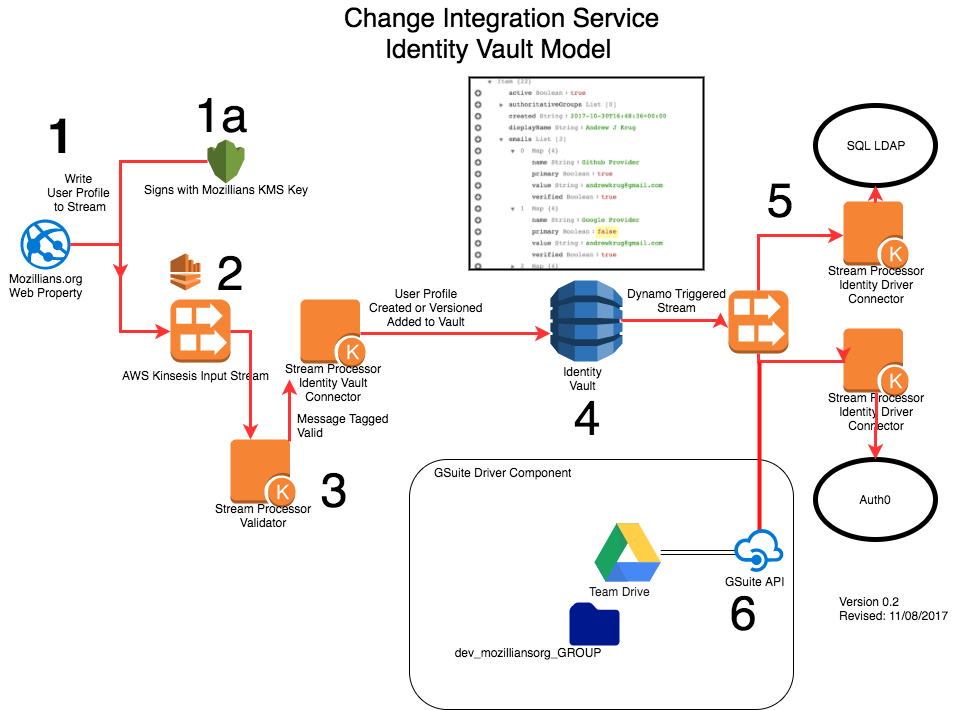 Change Integration Service
Identity Vault Model
1
1a
Write
User Profile
to Stream
Signs with Mozillians KMS Key
Mozillians.org
Web Property
2
AWS Kinsesis Input Stream
K
Stream Processor
Validator
3
Message Tagged
Valid
K
Stream Processor
Identity Vault
Connector
User Profile
Created or Versioned
Added to Vault
Item {22}
active Boolean : true
authoritativeGroups List [0]
created String : 2017-10-30T16:48:36+00:00
displayName String : Andrew J Krug
emails List [3]
0 Map {4}
name String : Github Provider
primary Boolean : true
value String : andrewkrug@gmail.com
verified Boolean : true
1 Map {4}
name String : Google Provider
primary Boolean : false
value String : andrewkrug@gmail.com
verified Boolean : true
2 Map {4}
Identity
Vault
4
Dynamo Triggered
Stream
5
SQL LDAP
K
Stream Processor
Identity Driver
Connector
K
Stream Processor
Identity Driver
Connector
Auth0
GSuite Driver Component
Team Drive
GSuite API
6
dev_mozilliansorg_GROUP
Version 0.2
Revised: 11/08/2017